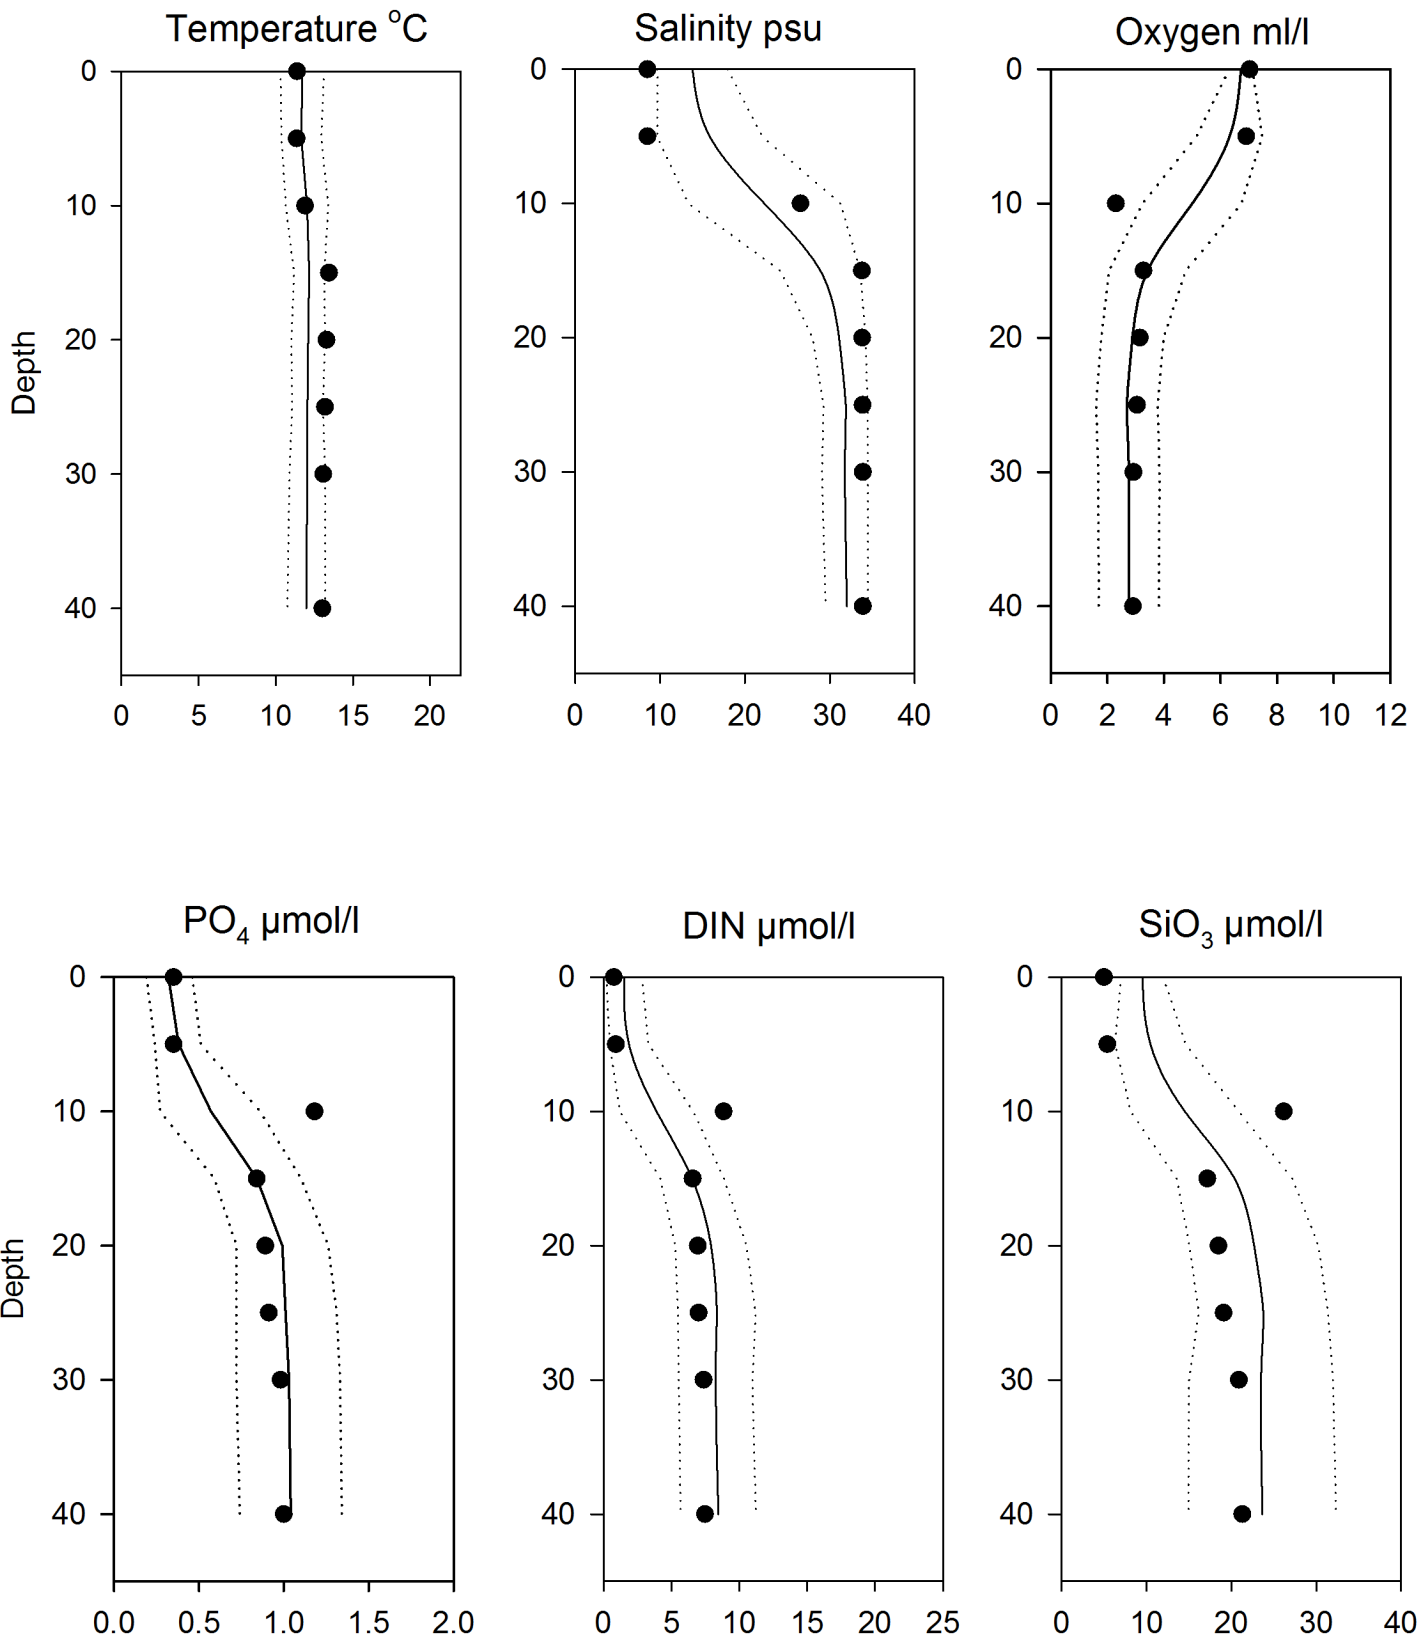 Temperature °C
Salinity psu
Oxygen ml/l
Depth
0
10
20
30
40
0 5 10 15 20
0
10
20
30
40
0 10 20 30 40
0
10
20
30
40
0 2 4 6 8 10 12
PO4 µmol/l
DIN µmol/l
SiO3 µmol/l
Depth
0
10
20
30
40
0.0 0.5 1.0 1.5 2.0
0
10
20
30
40
0 5 10 15 20 25
0
10
20
30
40
0 10 20 30 40